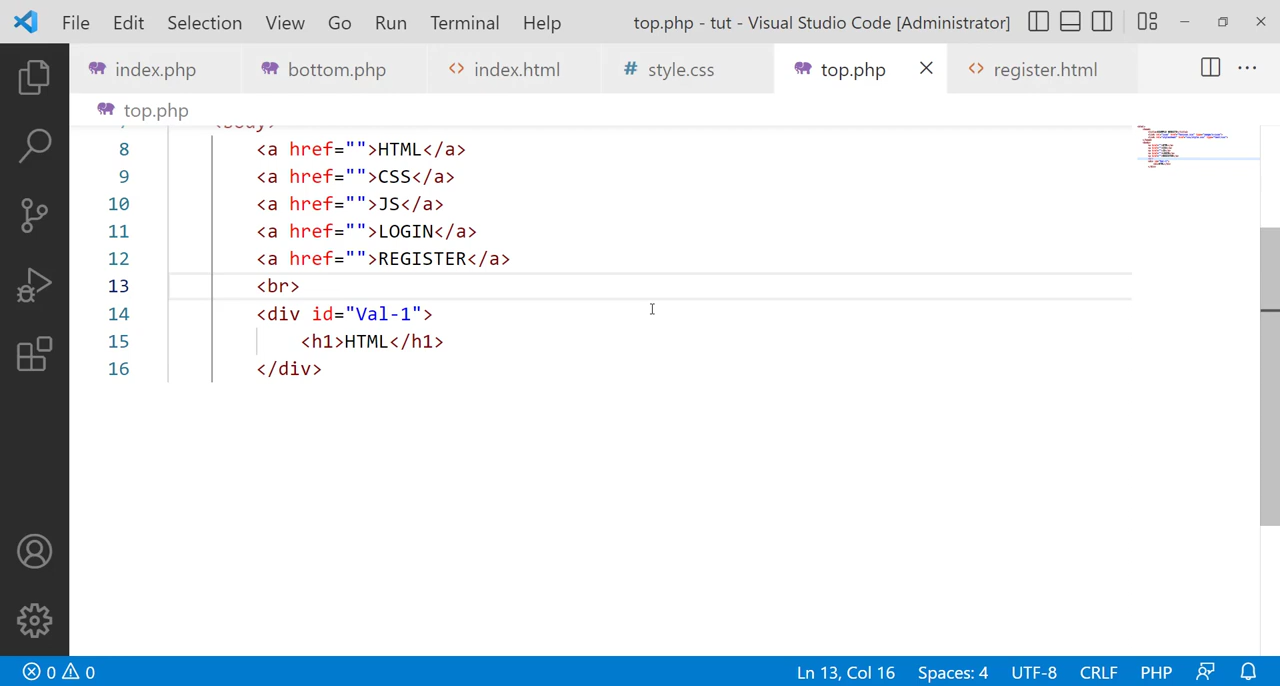 File Edit Selection View Go Run Terminal Help top.php - tut - Visual Studio Code [Administrator]
index.php bottom.php <> index.html # style.css top.php <> register.html
top.php
<body>
8 <a href="">HTML</a>
9 <a href="">CSS</a>
10 <a href="">JS</a>
11 <a href="">LOGIN</a>
12 <a href="">REGISTER</a>
13 <br>
14 <div id="Val-1">
15 <h1>HTML</h1>
16 </div>
0 0 Ln 13, Col 16 Spaces: 4 UTF-8 CRLF PHP